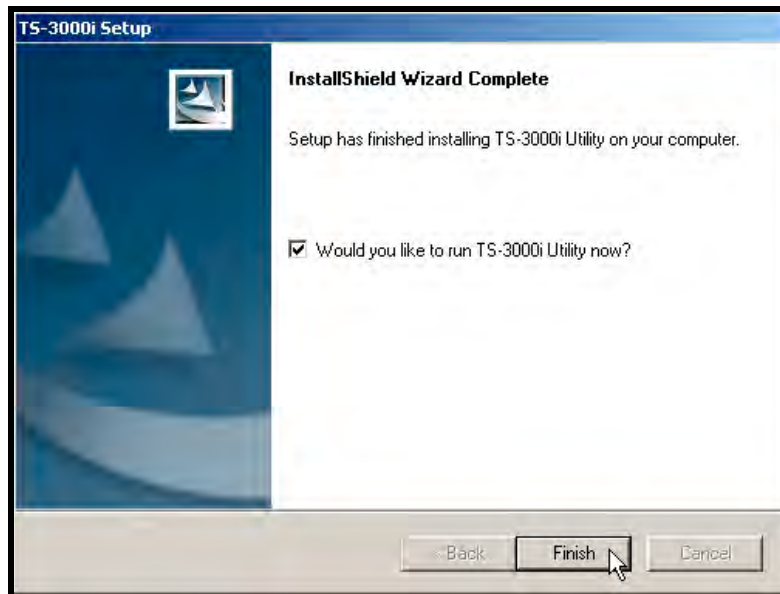 TS-3000i Setup
InstallShield Wizard Complete
Setup has finished installing TS-3000i Utility on your computer.
Would you like to run TS-3000i Utility now?
Back Finish Cancel